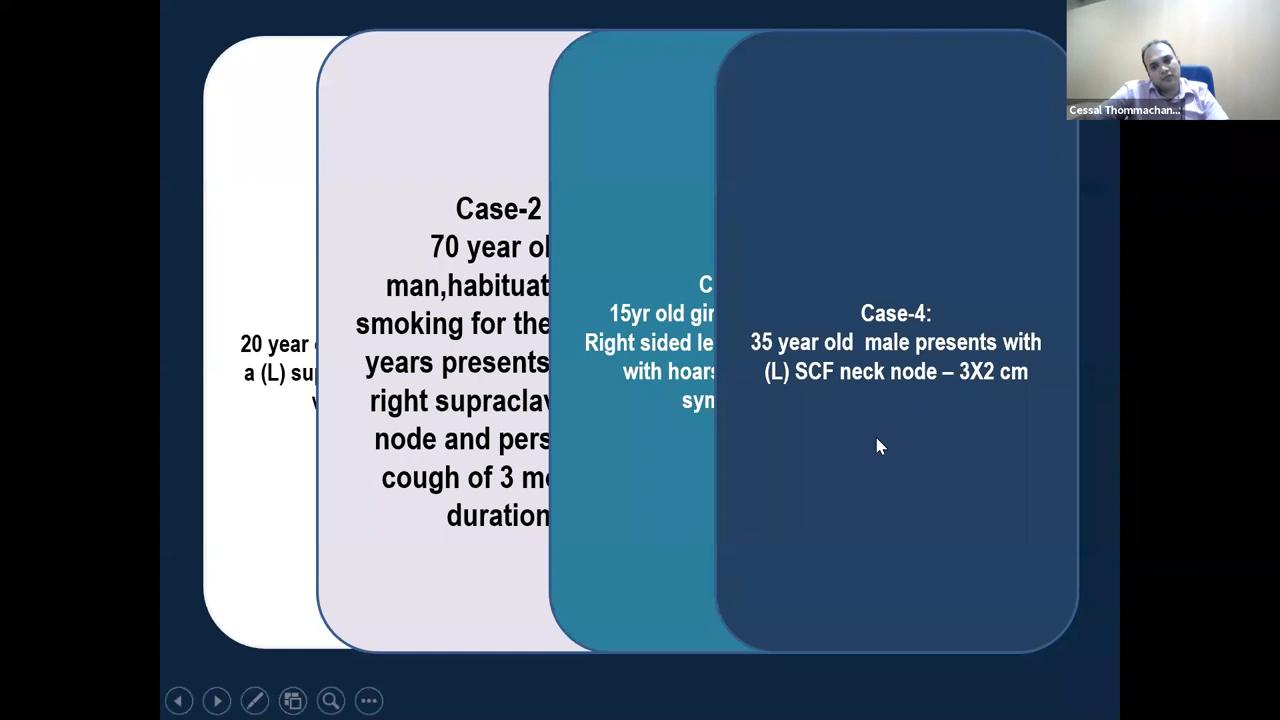 20 year
a (L) su
Case-2
70 year ol
man,habituat
smoking for the
years presents
right supraclav
node and pers
cough of 3 m
duration
15yr old gir
Right sided le
with hoars
sym
Case-4:
35 year old male presents with
(L) SCF neck node – 3X2 cm
Cessal Thommachan...